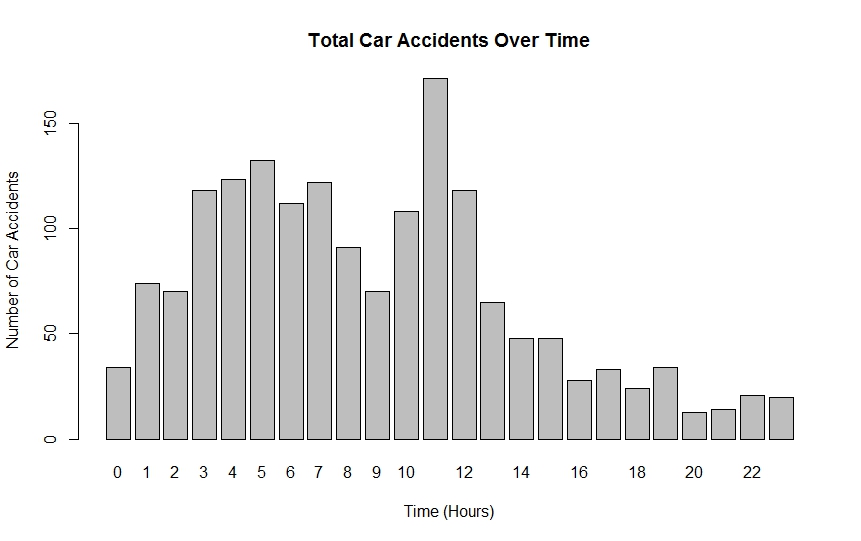 Total Car Accidents Over Time
Number of Car Accidents
150
100
50
0
0 1 2 3 4 5 6 7 8 9 10 12 14 16 18 20 22
Time (Hours)